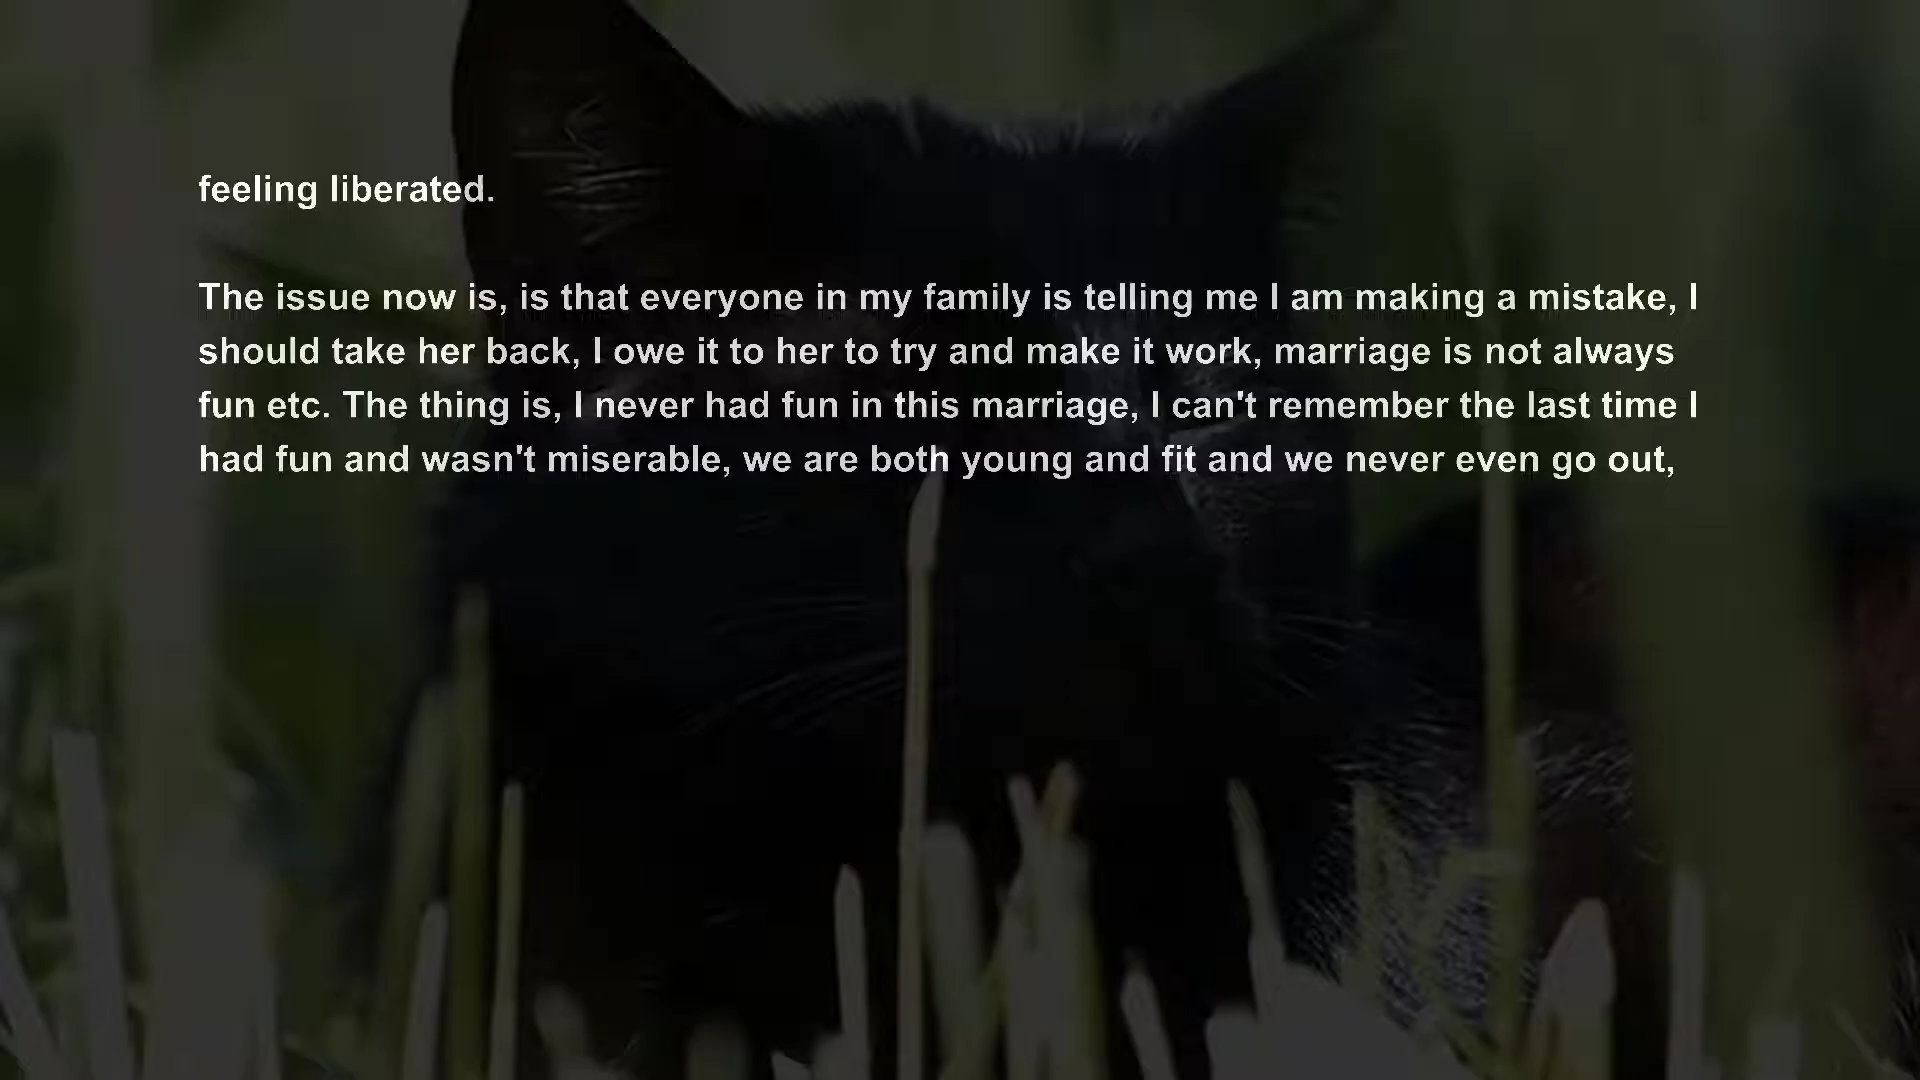 feeling liberated.
The issue now is, is that everyone in my family is telling me I am making a mistake, I
should take her back, I owe it to her to try and make it work, marriage is not always
fun etc. The thing is, I never had fun in this marriage, I can't remember the last time I
had fun and wasn't miserable, we are both young and fit and we never even go out,